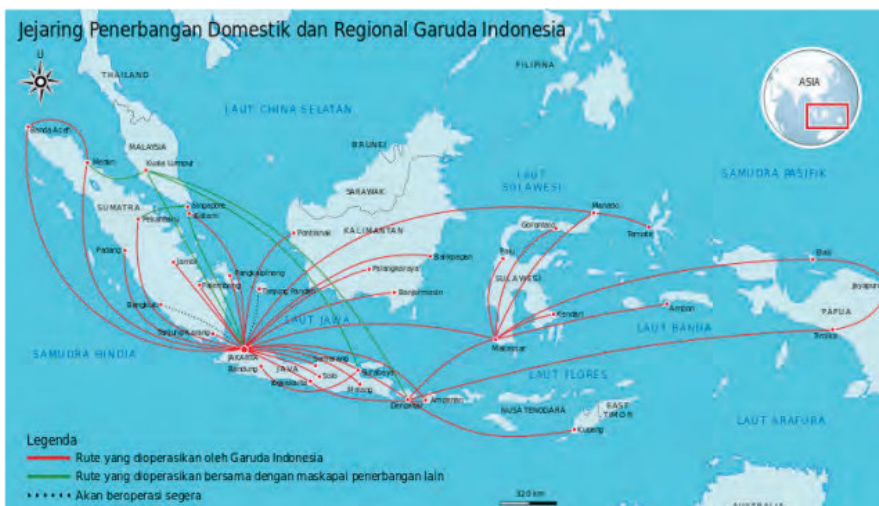 Jejaring Penerbangan Domestik dan Regional Garuda Indonesia
U
THAILAND
FILIPINA
ASIA
LAUT CHINA SELATAN
Banda Aceh
MALAYSIA
BRUNEI
Medan
Kuala Lumpur
LAUT
SULAWESI
SAMUDRA PASIFIK
SARAWAK
SUMATRA
Singapore
Batam
Pekanbaru
Manado
KALIMANTAN
Pontianak
Gorontalo
Ternate
Padang
Balikpapan
Palu
Biak
Jambi
Pangkalpinang
Palangkaraya
SULAWESI
Palembang
Tanjung Pandan
Jayapura
Bengkulu
Banjarmasin
Ambon
PAPUA
Kendari
LAUT JAWA
Tanjung Karang
LAUT BANDA
Timika
SAMUDRA HINDIA
Makassar
JAKARTA
Semarang
Bandung
JAVA
Surabaya
LAUT FLORES
Solo
Yogyakarta
Malang
Denpasar
Ampenan
NUSATENGGARA
EAST
TIMOR
LAUT ARAFURA
Kupang
Legenda
Rute yang dioperasikan oleh Garuda Indonesia
Rute yang dioperasikan bersama dengan maskapai penerbangan lain
Akan beroperasi segera
320 km
AUSTRALIA